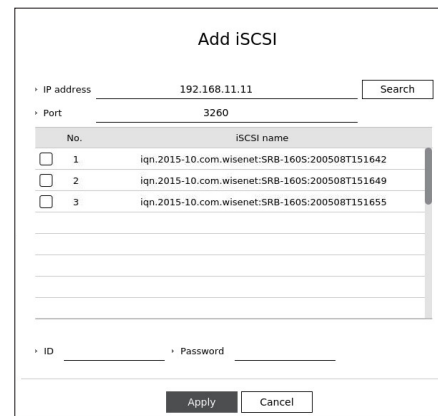 Add iSCSI
IP address 192.168.11.11 Search
Port 3260
No. iSCSI name
1 iqn.2015-10.com.wisenet:SRB-160S:200508T151642
2 iqn.2015-10.com.wisenet:SRB-160S:200508T151649
3 iqn.2015-10.com.wisenet:SRB-160S:200508T151655
ID Password
Apply Cancel